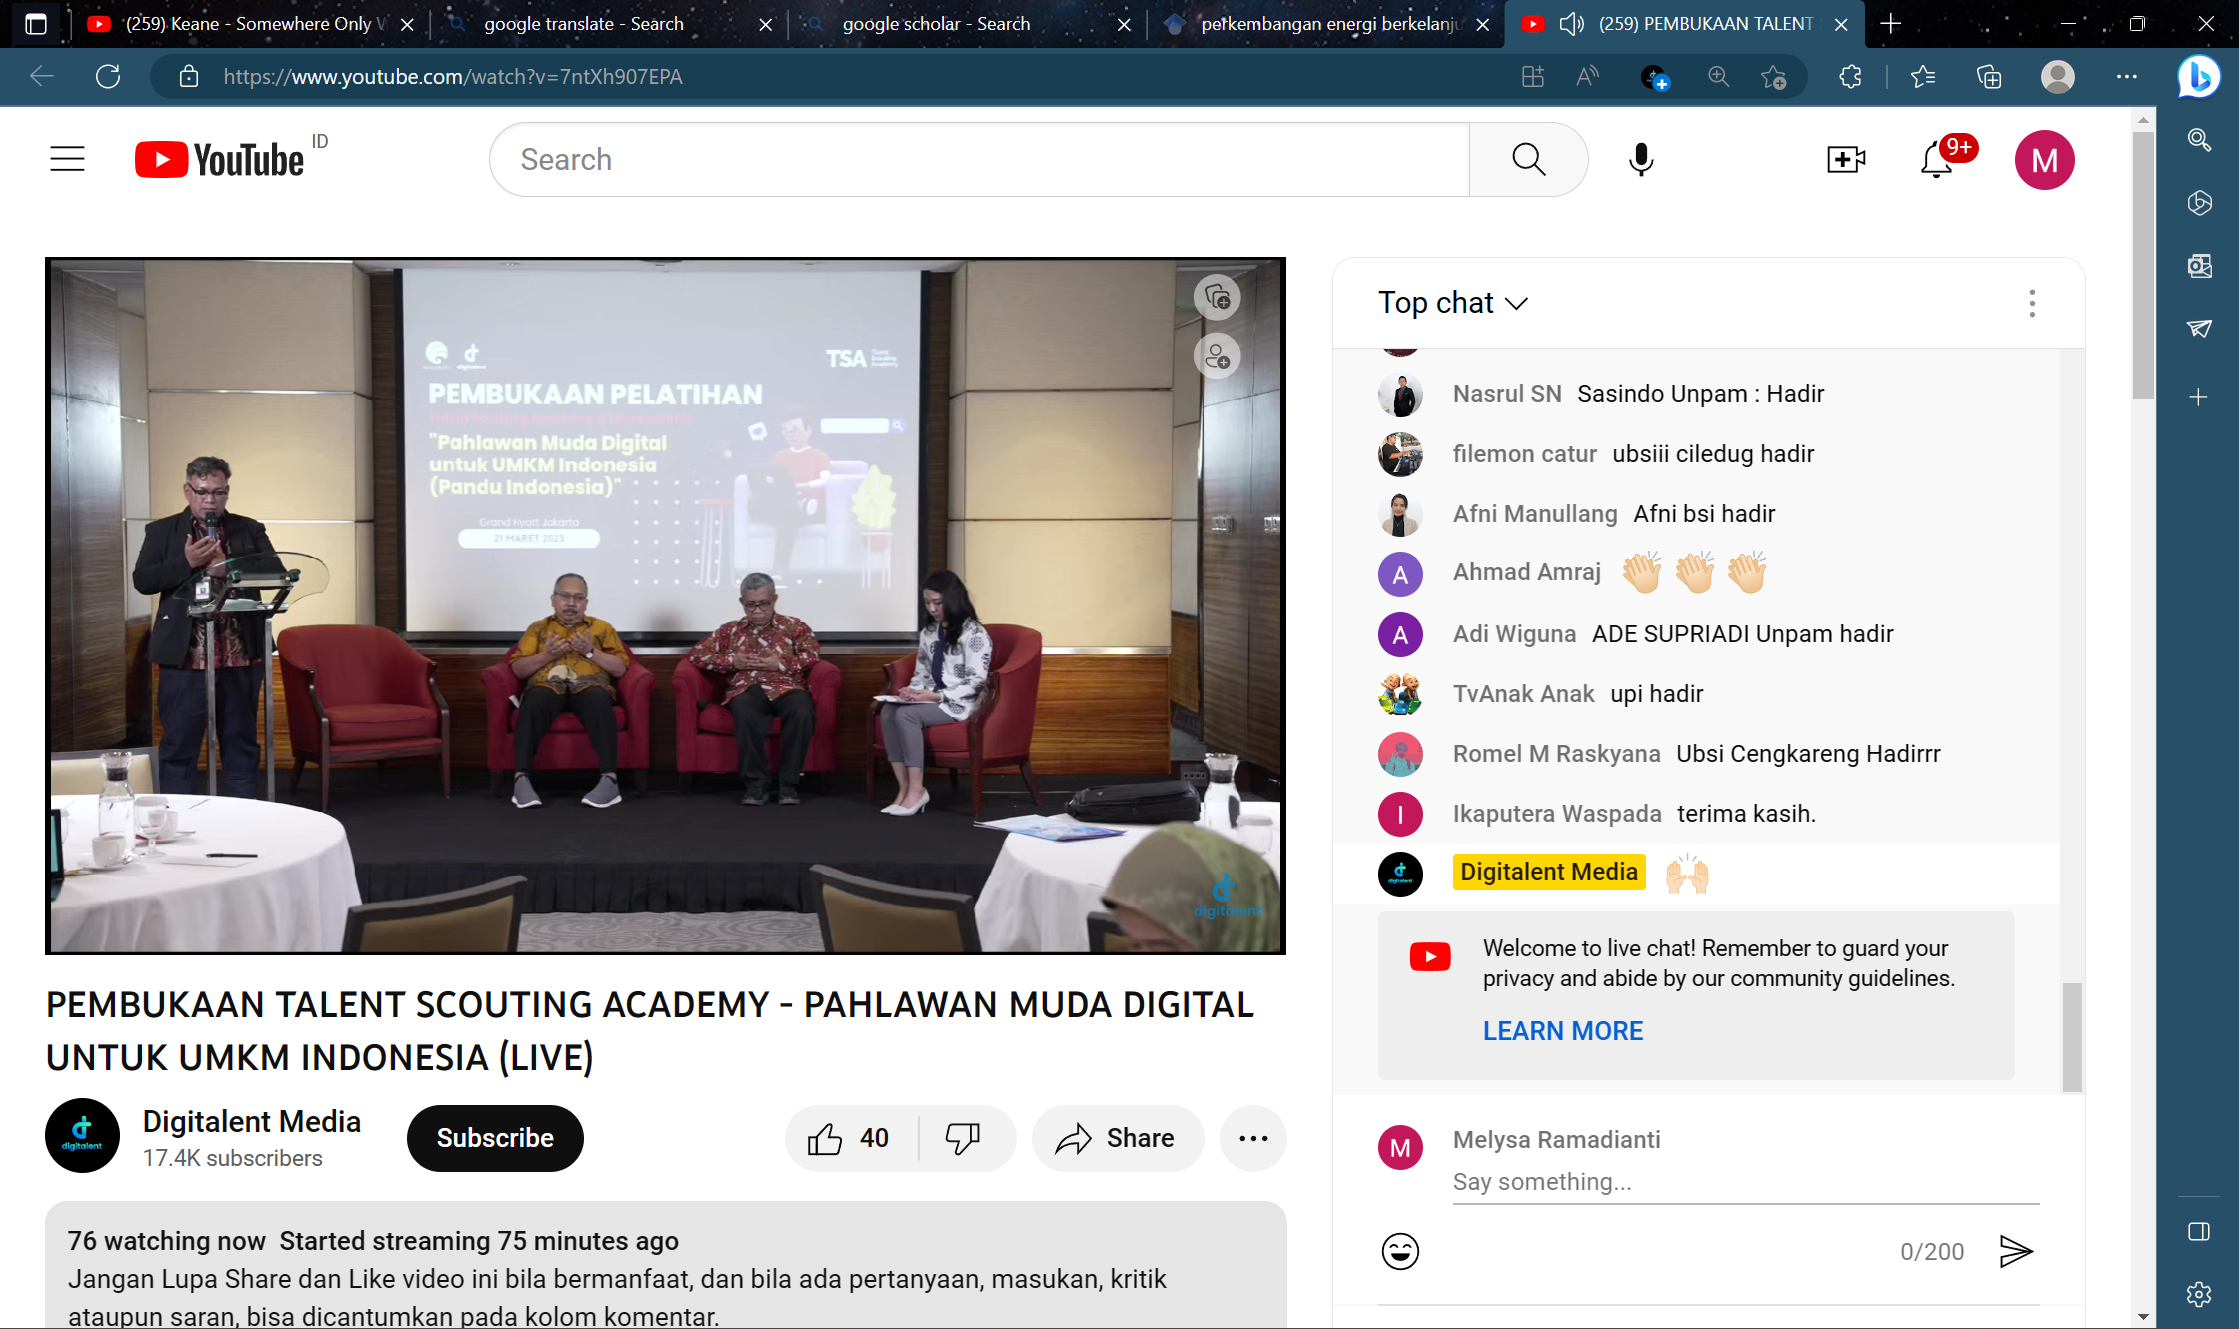 (259) Keane - Somewhere Only
google translate - Search
google scholar - Search
perkembangan energi berkelanju
(259) PEMBUKAAN TALENT
https://www.youtube.com/watch?v=7ntXh907EPA
YouTube ID
Search
9+
M
TSA
digitalent
PEMBUKAAN PELATIHAN
"Pahlawan Muda Digital
untuk UMKM Indonesia
(Pandu Indonesia)"
Grand Hyatt Jakarta
21 MARET 2023
digitalent
PEMBUKAAN TALENT SCOUTING ACADEMY - PAHLAWAN MUDA DIGITAL
UNTUK UMKM INDONESIA (LIVE)
digitalent
Digitalent Media
17.4K subscribers
Subscribe
40
Share
76 watching now Started streaming 75 minutes ago
Jangan Lupa Share dan Like video ini bila bermanfaat, dan bila ada pertanyaan, masukan, kritik
ataupun saran, bisa dicantumkan pada kolom komentar.
Top chat
Nasrul SN Sasindo Unpam : Hadir
filemon catur ubsiii ciledug hadir
Afni Manullang Afni bsi hadir
A Ahmad Amraj 👏🏻 👏🏻 👏🏻
A Adi Wiguna ADE SUPRIADI Unpam hadir
TvAnak Anak upi hadir
Romel M Raskyana Ubsi Cengkareng Hadirrr
I Ikaputera Waspada terima kasih.
digitalent Digitalent Media 🙌🏻
Welcome to live chat! Remember to guard your
privacy and abide by our community guidelines.
LEARN MORE
M Melysa Ramadianti
Say something...
0/200